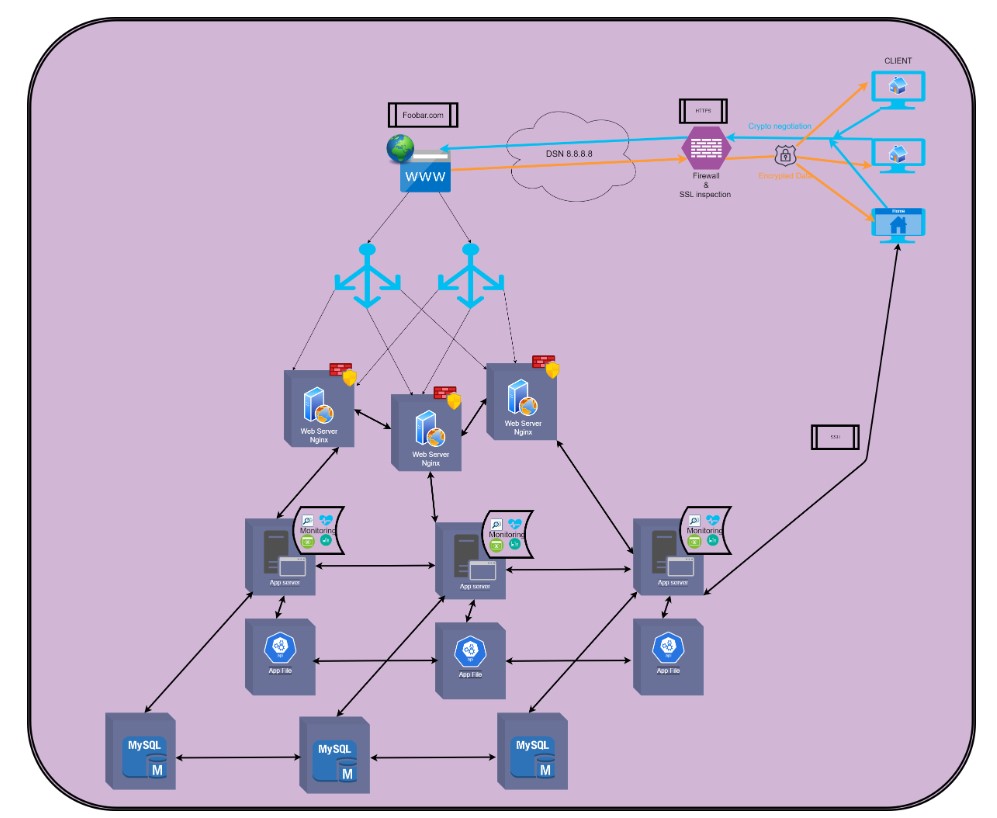 CLIENT
Foobar.com
HTTPS
Crypto negotiation
DSN 8.8.8.8
WWW
Encrypted Data
Firewall
&
SSL inspection
Home
Web Server
Nginx
Web Server
Nginx
Web Server
Nginx
SSH
Monitoring
Monitoring
Monitoring
App server
App server
App server
App File
App File
App File
MySQL
M
MySQL
M
MySQL
M